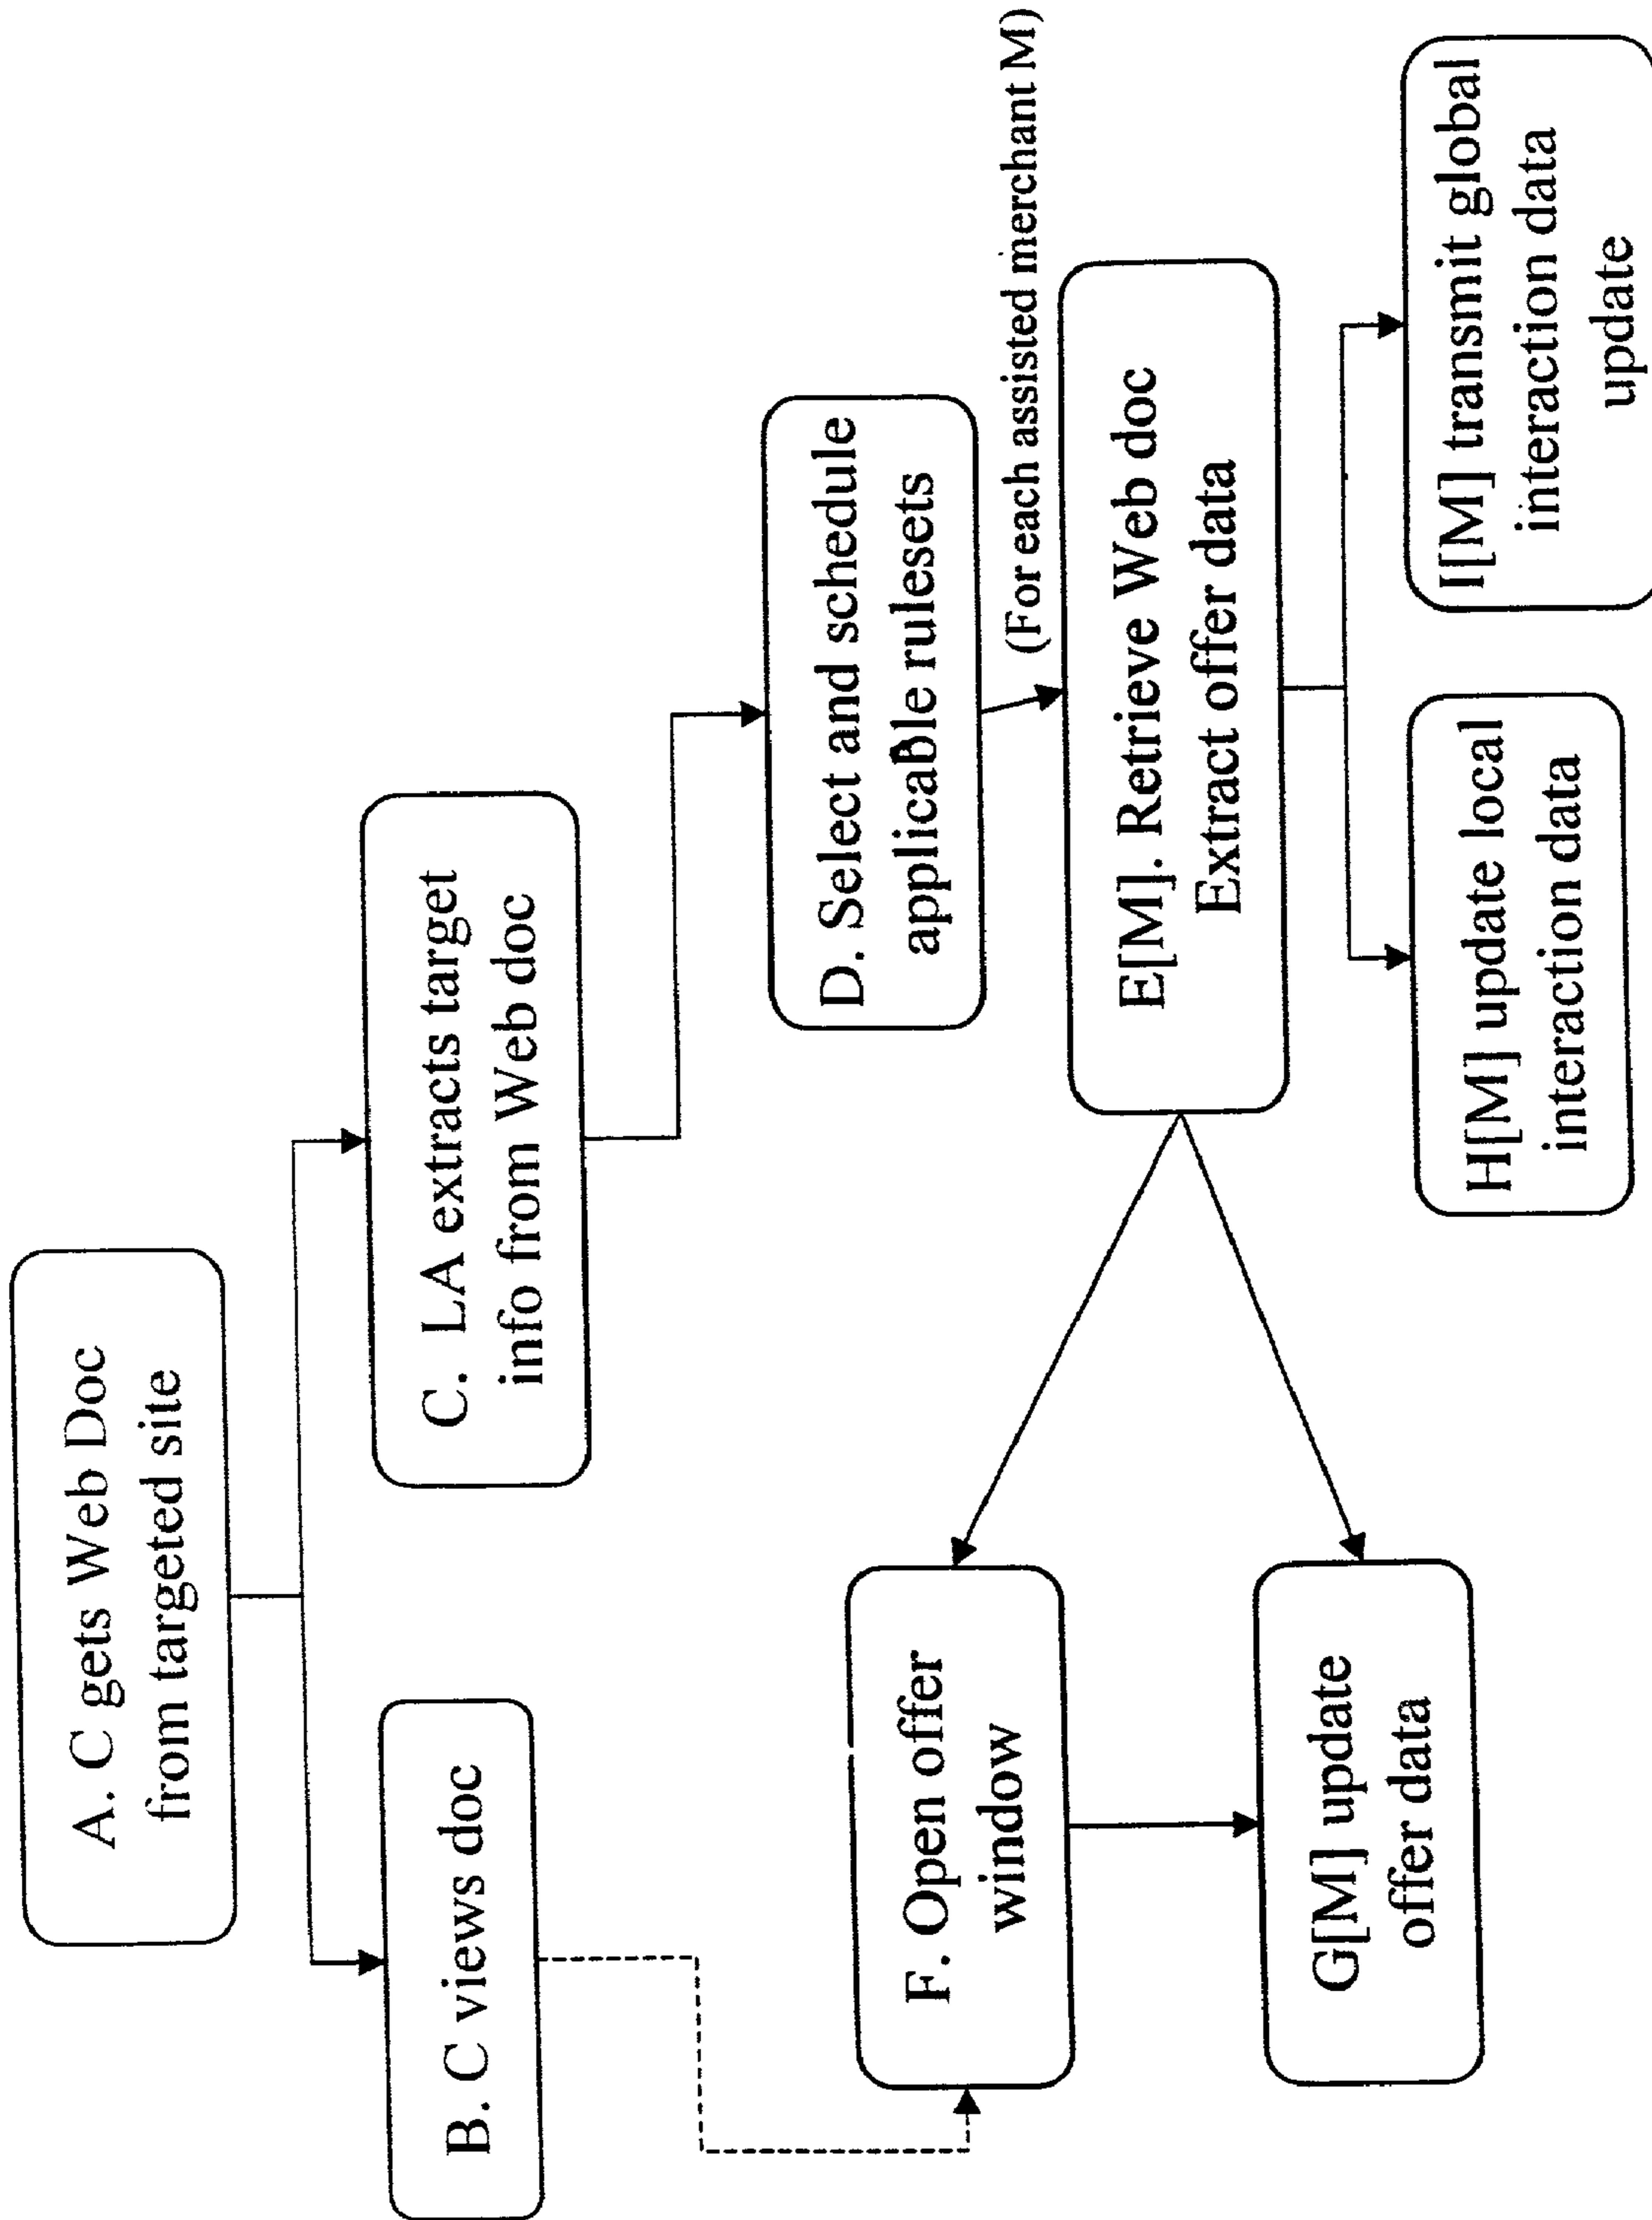 A. C gets Web Doc
from targeted site
B. C views doc
C. LA extracts target
info from Web doc
D. Select and schedule
applicable rulesets
(For each assisted merchant M)
E[M]. Retrieve Web doc
Extract offer data
F. Open offer
window
G[M] update
offer data
H[M] update local
interaction data
I[M] transmit global
interaction data
update